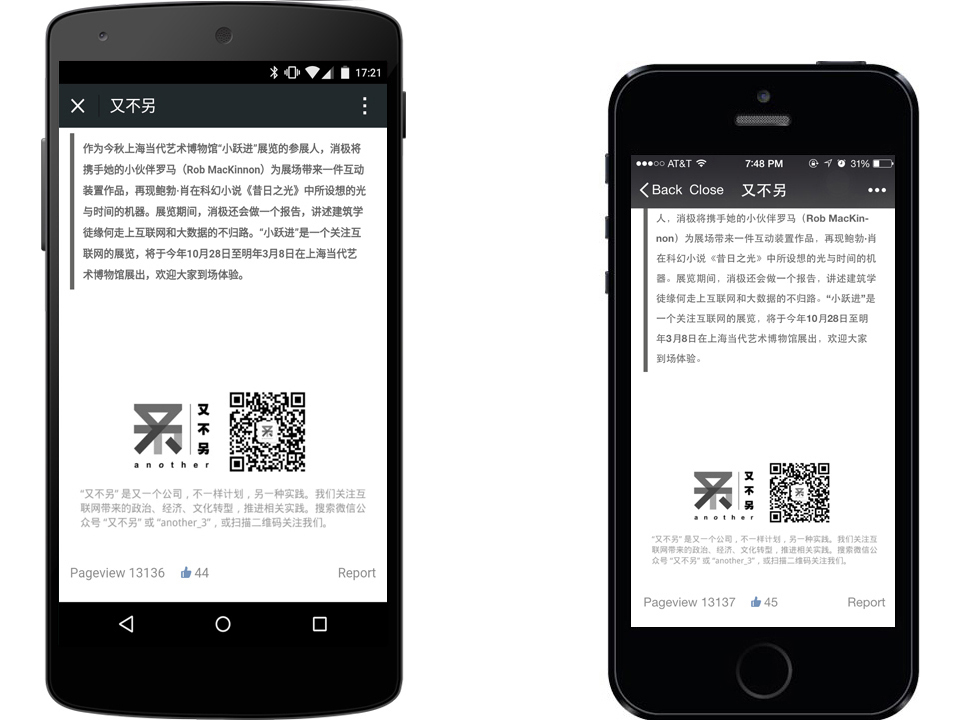 17:21
又不另
作为今秋上海当代艺术博物馆“小跃进”展览的参展人，消极将
携手她的小伙伴罗马（Rob MacKinnon）为展场带来一件互动
装置作品，再现鲍勃·肖在科幻小说《昔日之光》中所设想的光
与时间的机器。展览期间，消极还会做一个报告，讲述建筑学
徒缘何走上互联网和大数据的不归路。“小跃进”是一个关注互
联网的展览，将于今年10月28日至明年3月8日在上海当代艺
术博物馆展出，欢迎大家到场体验。
又不另
another
“又不另” 是又一个公司，不一样计划，另一种实践。我们关注互
联网带来的政治、经济、文化转型，推进相关实践。搜索微信公
众号 “又不另” 或 “another_3”，或扫描二维码关注我们。
Pageview 13136 44 Report
AT&T 7:48 PM 31%
Back Close 又不另
人，消极将携手她的小伙伴罗马（Rob MacKin-
non）为展场带来一件互动装置作品，再现鲍勃·肖
在科幻小说《昔日之光》中所设想的光与时间的机
器。展览期间，消极还会做一个报告，讲述建筑学
徒缘何走上互联网和大数据的不归路。“小跃进”是
一个关注互联网的展览，将于今年10月28日至明
年3月8日在上海当代艺术博物馆展出，欢迎大家
到场体验。
又不另
another
“又不另” 是又一个公司，不一样计划，另一种实践。我们关注互
联网带来的政治、经济、文化转型，推进相关实践。搜索微信公
众号 “又不另” 或 “another_3”，或扫描二维码关注我们。
Pageview 13137 45 Report